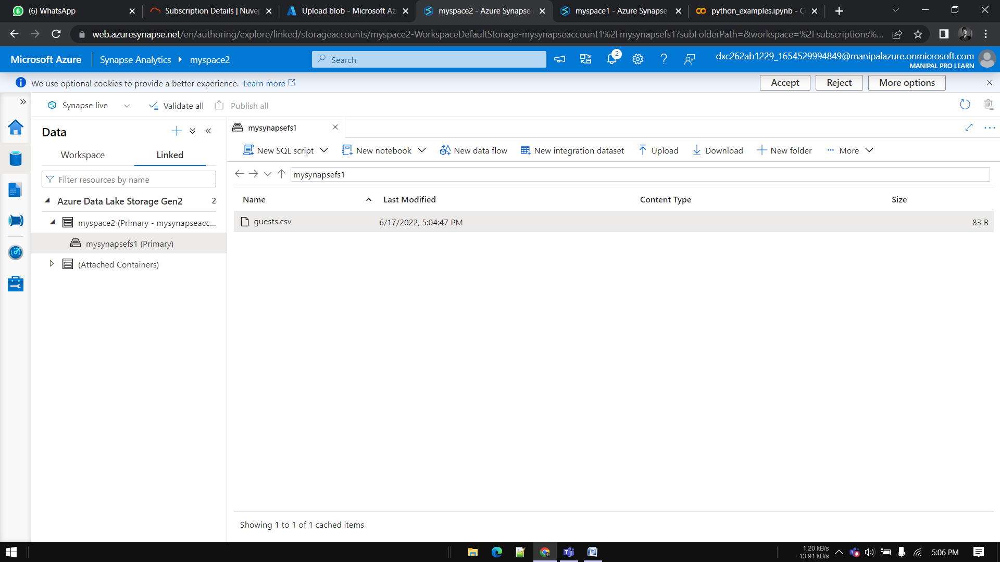 (6) WhatsApp
Subscription Details | Nuvep
Upload blob - Microsoft Az
myspace2 - Azure Synapse
myspace1 - Azure Synapse
python_examples.ipynb - C
web.azuresynapse.net/en/authoring/explore/linked/storageaccounts/myspace2-WorkspaceDefaultStorage-mysynapseaccount1%2Fmysynapsefs1?subFolderPath=&workspace=%2Fsubscriptions%...
Microsoft Azure
Synapse Analytics
myspace2
Search
2
dxc262ab1229_1654529994849@manipalazure.onmicrosoft.com
MANIPAL PRO LEARN
We use optional cookies to provide a better experience. Learn more
Accept
Reject
More options
Synapse live
Validate all
Publish all
Data
mysynapsefs1
Workspace
Linked
New SQL script
New notebook
New data flow
New integration dataset
Upload
Download
New folder
More
Filter resources by name
mysynapsefs1
Azure Data Lake Storage Gen2 2
Name
Last Modified
Content Type
Size
myspace2 (Primary - mysynapseacc...
guests.csv
6/17/2022, 5:04:47 PM
83 B
mysynapsefs1 (Primary)
(Attached Containers)
Showing 1 to 1 of 1 cached items
1.20 kB/s
13.91 kB/s
5:06 PM